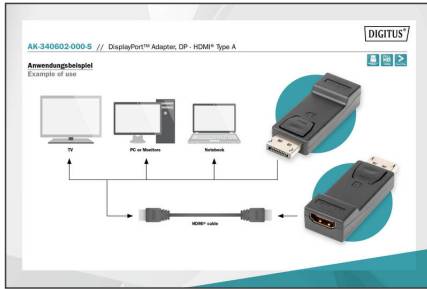 DIGITUS®
AK-340602-000-S // DisplayPort™ Adapter, DP - HDMI® Type A
Anwendungsbeispiel
Example of use
TV
PC or Monitors
Notebook
HDMI® cable